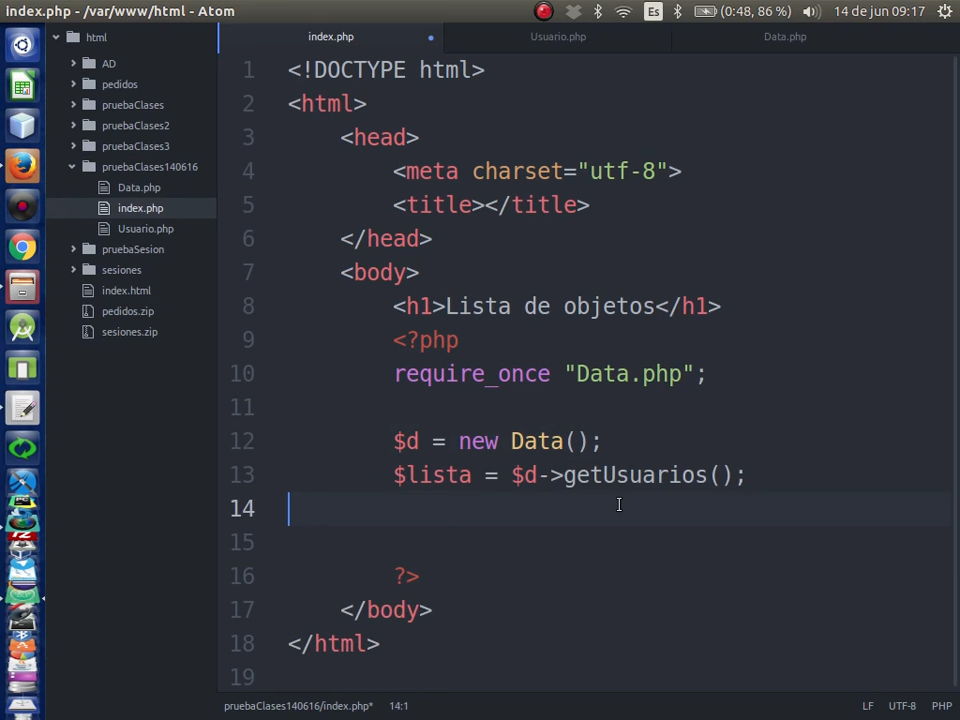 index.php - /var/www/html - Atom
Es
(0:48, 86 %)
14 de jun 09:17
html
AD
pedidos
pruebaClases
pruebaClases2
pruebaClases3
pruebaClases140616
Data.php
index.php
Usuario.php
pruebaSesion
sesiones
index.html
pedidos.zip
sesiones.zip
index.php
Usuario.php
Data.php
1 <!DOCTYPE html>
2 <html>
3 <head>
4 <meta charset="utf-8">
5 <title></title>
6 </head>
7 <body>
8 <h1>Lista de objetos</h1>
9 <?php
10 require_once "Data.php";
11
12 $d = new Data();
13 $lista = $d->getUsuarios();
14
15
16 ?>
17 </body>
18 </html>
19
pruebaClases140616/index.php* 14:1
LF UTF-8 PHP